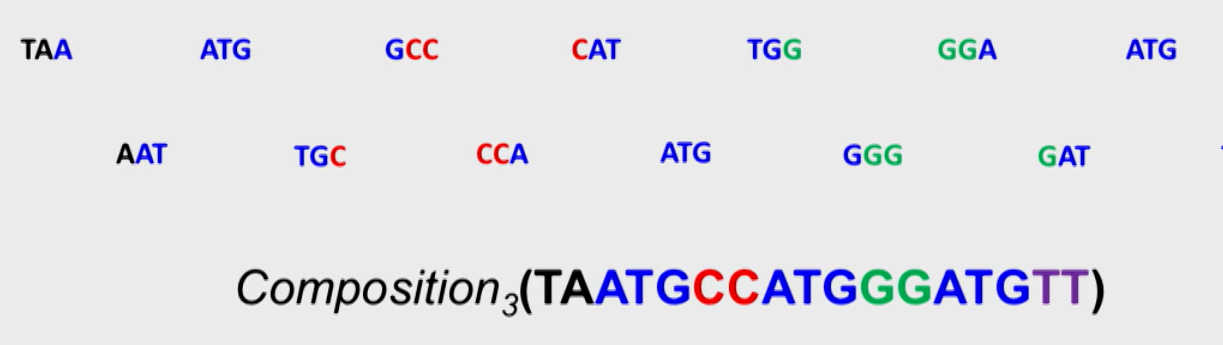 TAA ATG GCC CAT TGG GGA ATG
AAT TGC CCA ATG GGG GAT
Composition3(TAATGCCATGGGATGTT)